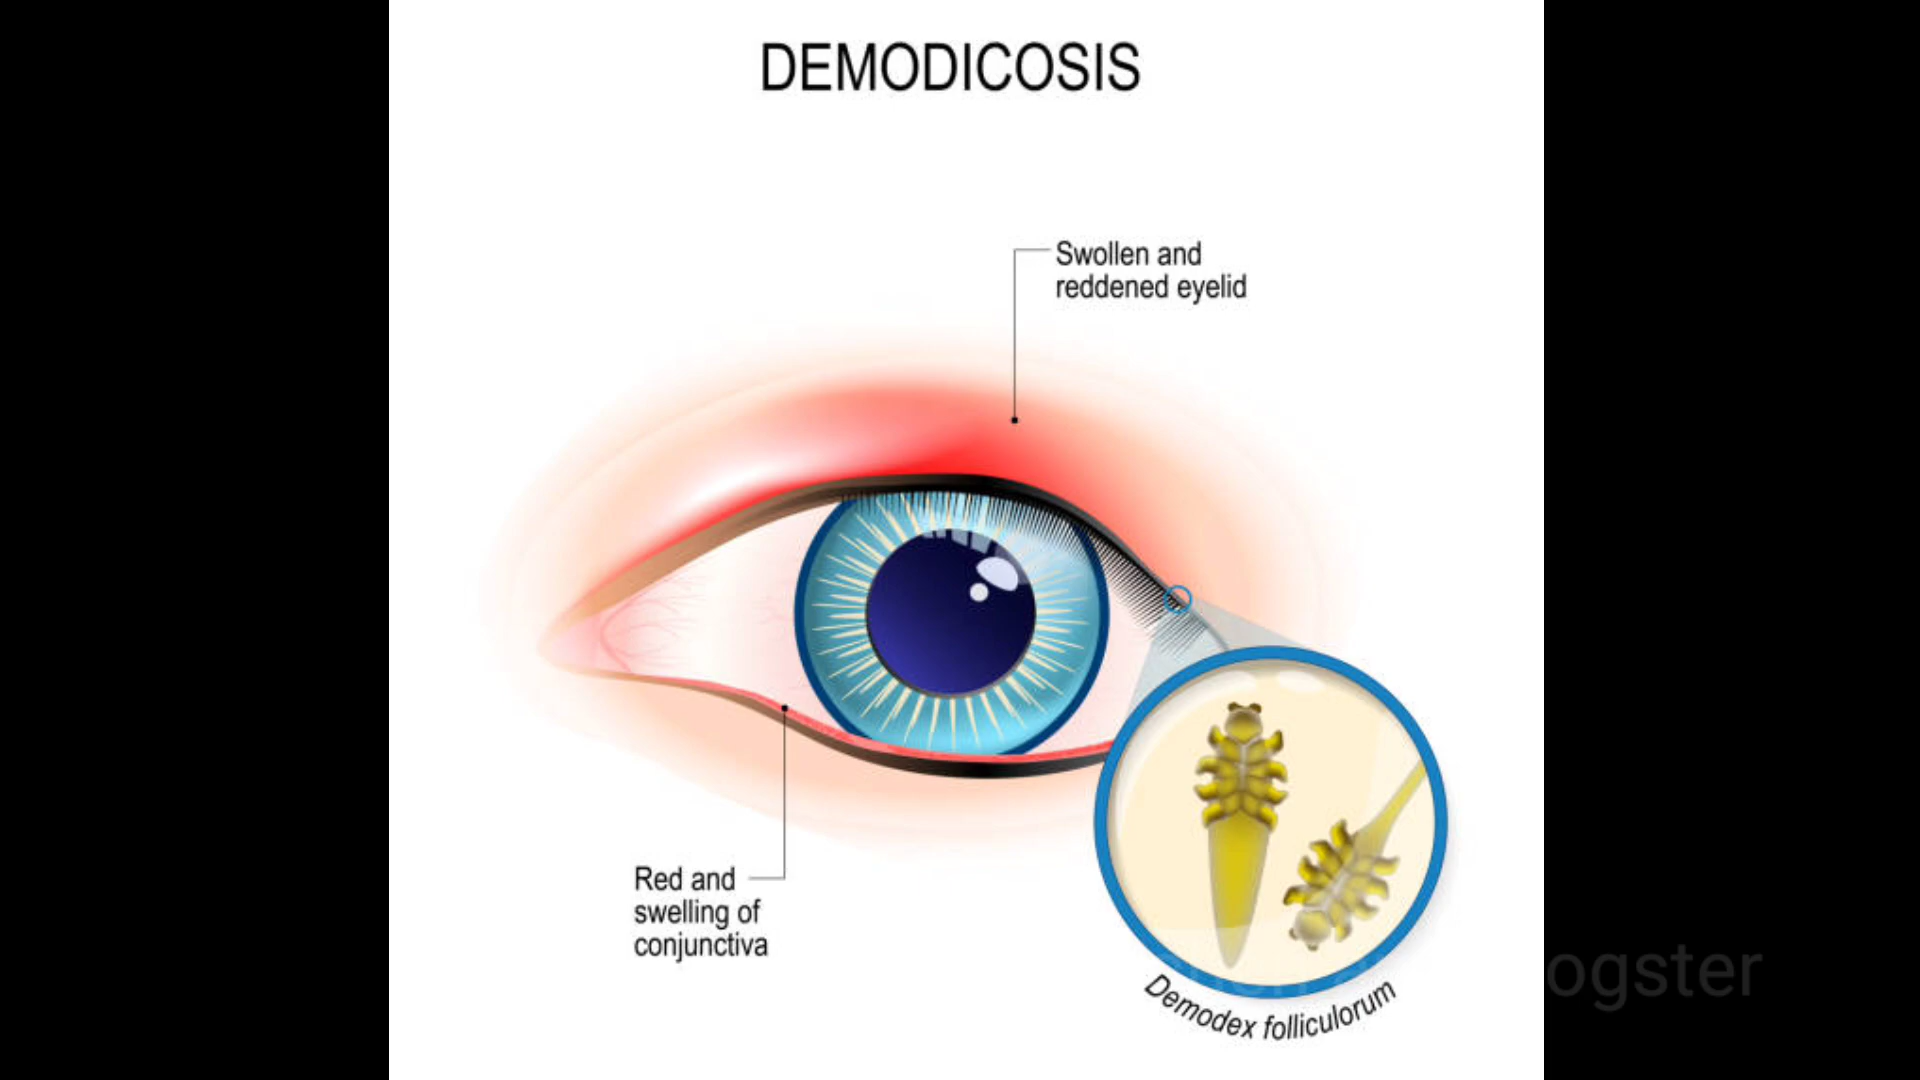 DEMODICOSIS
Swollen and
reddened eyelid
Red and
swelling of
conjunctiva
Demodex folliculorum
ogster